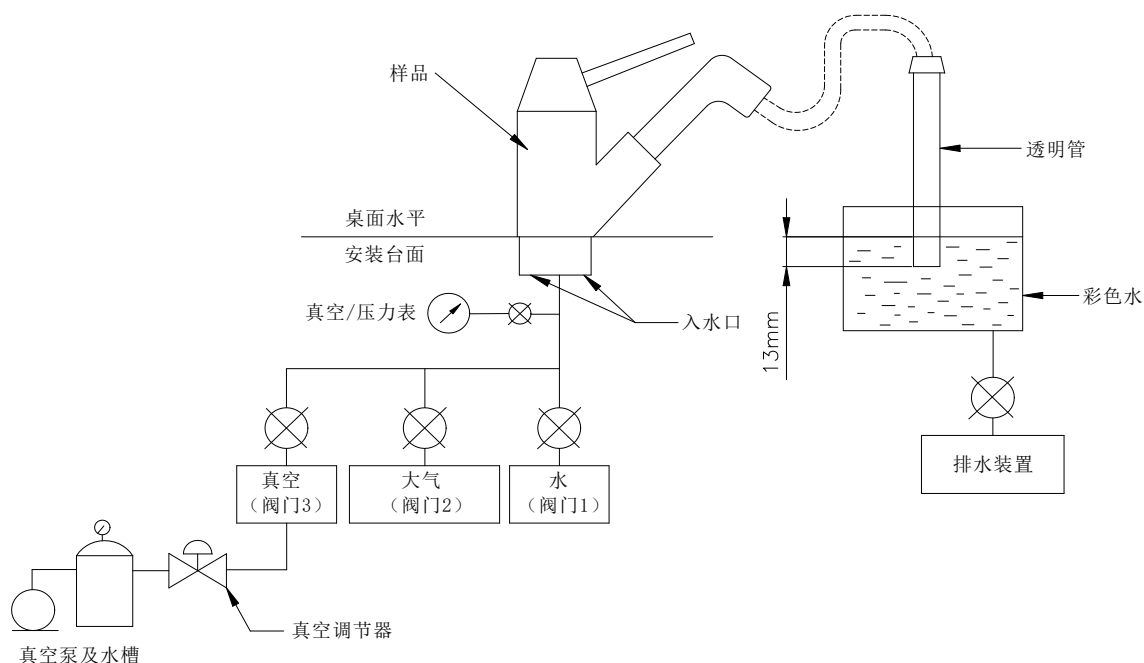 样品
透明管
桌面水平
安装台面
彩色水
真空/压力表
入水口
13mm
真空
(阀门3)
大气
(阀门2)
水
(阀门1)
排水装置
真空调节器
真空泵及水槽